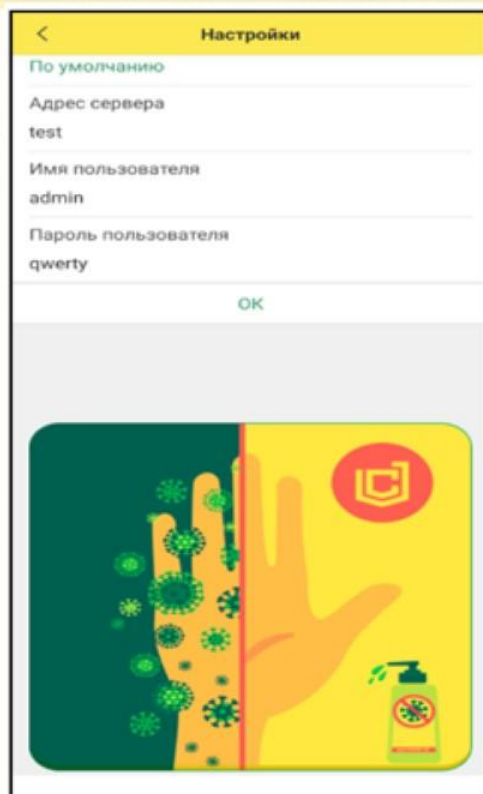 Настройки
По умолчанию
Адрес сервера
test
Имя пользователя
admin
Пароль пользователя
qwerty
OK